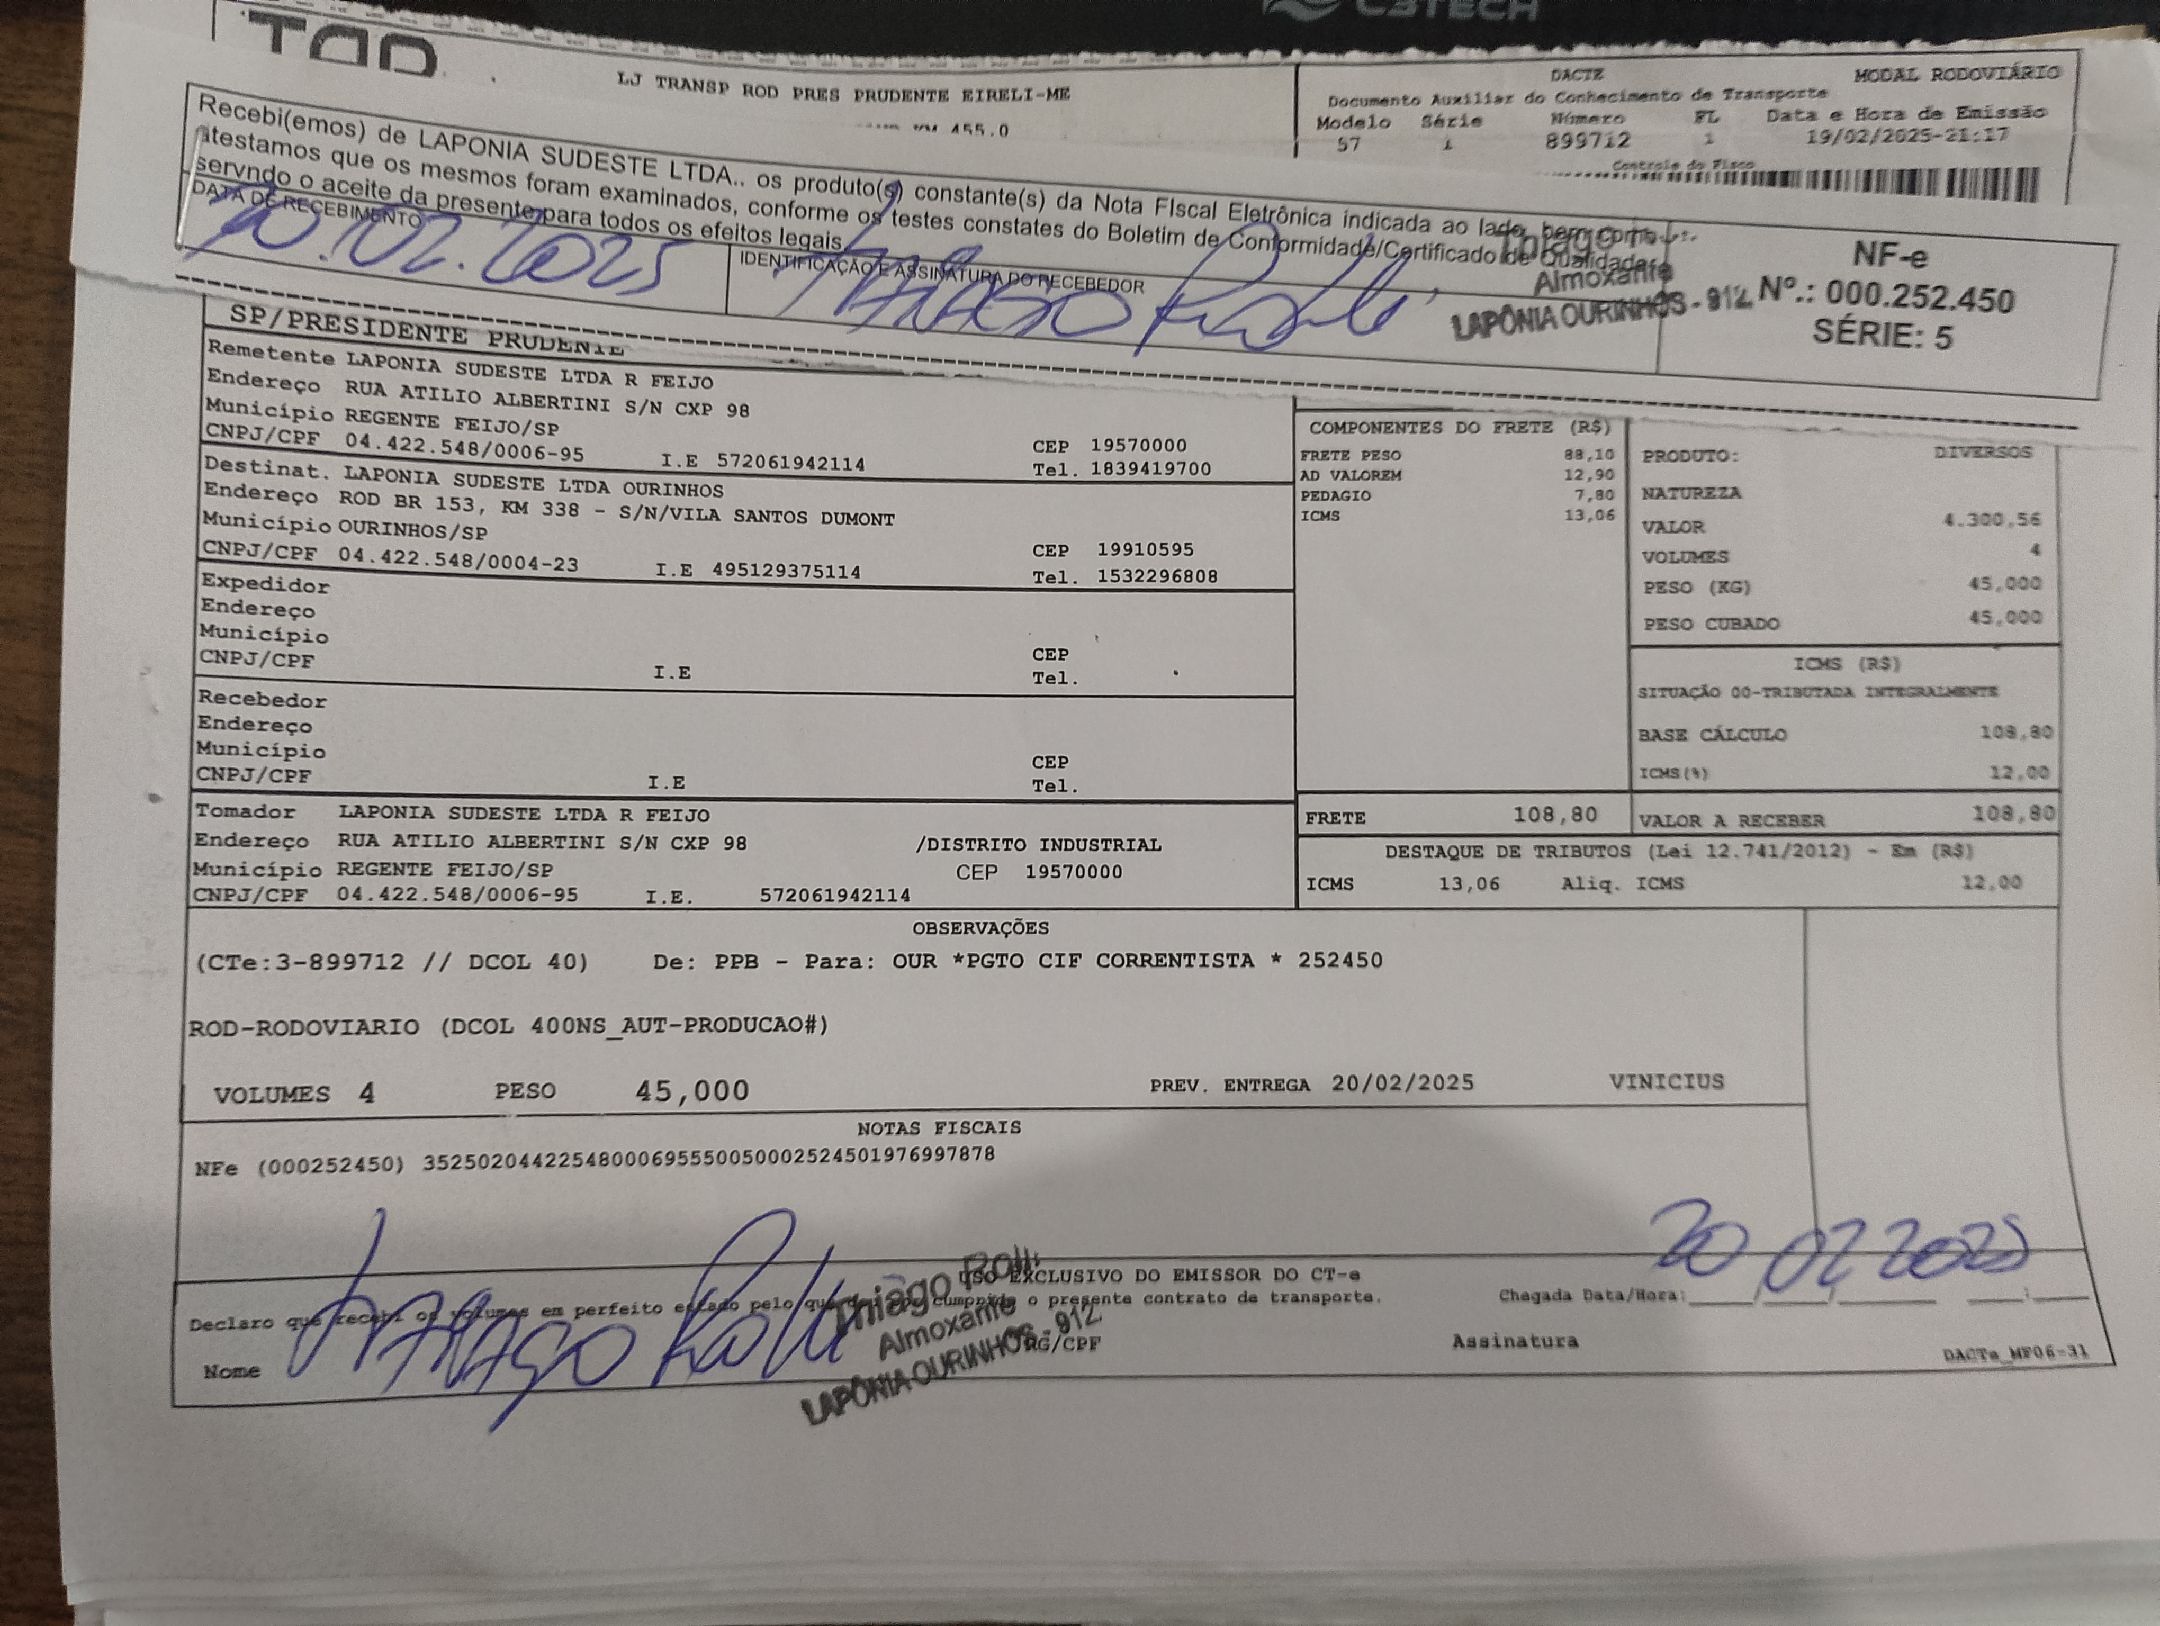 C3TECH
LJ TRANSP ROD PRES PRUDENTE EIRELI-ME
455.0
DACTE
MODAL RODOVIÁRIO
Documento Auxiliar do Conhecimento de Transporte
Modelo Série Número FL Data e Hora de Emissão
57 1 899712 1 19/02/2025-21:17
Controle do Fisco
Recebi(emos) de LAPONIA SUDESTE LTDA.. os produto(s) constante(s) da Nota FIscal Eletrônica indicada ao lado, bem como
atestamos que os mesmos foram examinados, conforme os testes constates do Boletim de Conformidade/Certificado de Qualidade,
servndo o aceite da presente para todos os efeitos legais.
DATA DE RECEBIMENTO
20.02.2025
IDENTIFICAÇÃO E ASSINATURA DO RECEBEDOR
Thiago Rolli
Thiago
Almoxarife
LAPÔNIA OURINHOS - 912
NF-e
Nº.: 000.252.450
SÉRIE: 5
SP/PRESIDENTE PRUDENTE
Remetente LAPONIA SUDESTE LTDA R FEIJO
Endereço RUA ATILIO ALBERTINI S/N CXP 98
Município REGENTE FEIJO/SP
CEP 19570000
CNPJ/CPF 04.422.548/0006-95 I.E 572061942114 Tel. 1839419700
Destinat. LAPONIA SUDESTE LTDA OURINHOS
Endereço ROD BR 153, KM 338 - S/N/VILA SANTOS DUMONT
Município OURINHOS/SP
CEP 19910595
CNPJ/CPF 04.422.548/0004-23 I.E 495129375114 Tel. 1532296808
Expedidor
Endereço
Município
CEP
CNPJ/CPF I.E Tel.
Recebedor
Endereço
Município
CEP
CNPJ/CPF I.E Tel.
Tomador LAPONIA SUDESTE LTDA R FEIJO
Endereço RUA ATILIO ALBERTINI S/N CXP 98 /DISTRITO INDUSTRIAL
Município REGENTE FEIJO/SP CEP 19570000
CNPJ/CPF 04.422.548/0006-95 I.E. 572061942114
COMPONENTES DO FRETE (R$)
FRETE PESO 88,10
AD VALOREM 12,90
PEDAGIO 7,80
ICMS 13,06
FRETE 108,80
PRODUTO: DIVERSOS
NATUREZA
VALOR 4.300,56
VOLUMES 4
PESO (KG) 45,000
PESO CUBADO 45,000
ICMS (R$)
SITUAÇÃO 00-TRIBUTADA INTEGRALMENTE
BASE CÁLCULO 108,80
ICMS(%) 12,00
VALOR A RECEBER 108,80
DESTAQUE DE TRIBUTOS (Lei 12.741/2012) - Em (R$)
ICMS 13,06 Aliq. ICMS 12,00
OBSERVAÇÕES
(CTe:3-899712 // DCOL 40) De: PPB - Para: OUR *PGTO CIF CORRENTISTA * 252450
ROD-RODOVIARIO (DCOL 400NS_AUT-PRODUCAO#)
VOLUMES 4 PESO 45,000 PREV. ENTREGA 20/02/2025 VINICIUS
NOTAS FISCAIS
NFe (000252450) 35250204422548000695550050002524501976997878
USO EXCLUSIVO DO EMISSOR DO CT-e
Declaro que recebi os volumes em perfeito estado pelo que cumprido o presente contrato de transporte.
Chegada Data/Hora:
20 02 2025
Nome
Thiago Rolli
RG/CPF
Assinatura
Thiago Rolli
Almoxarife
LAPÔNIA OURINHOS - 912
DACTe_MF06-31